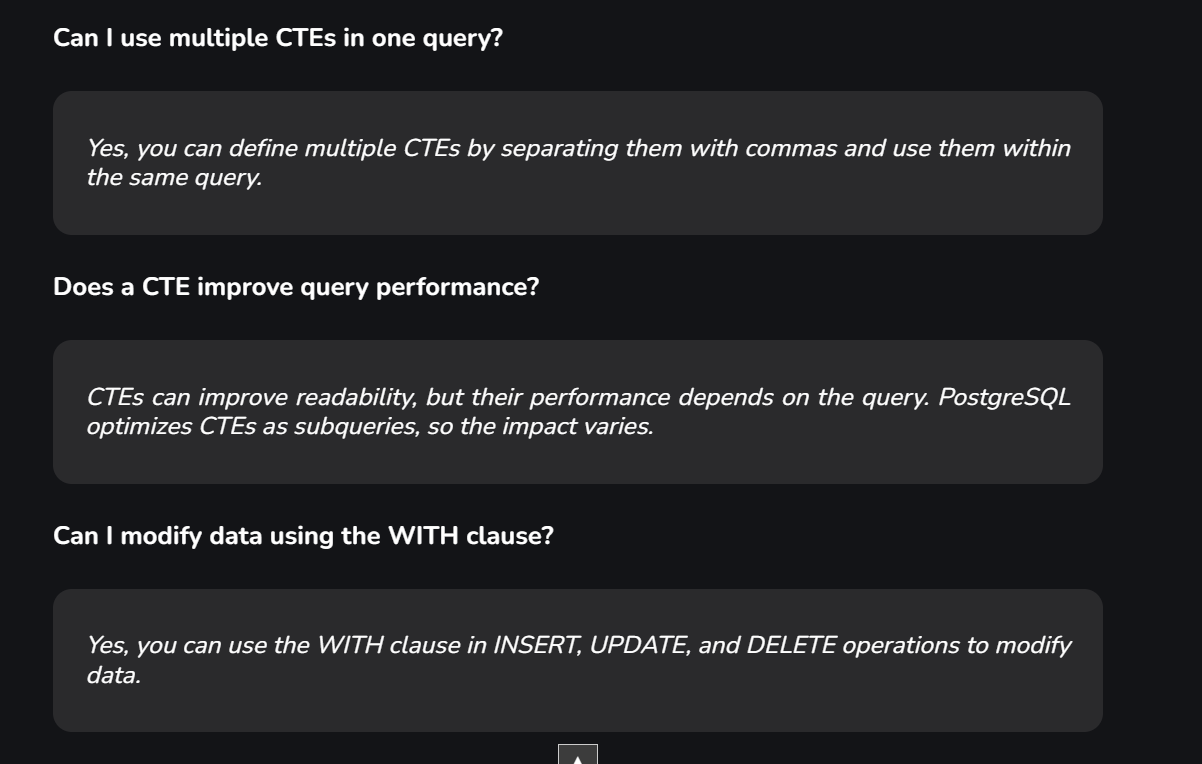 Can I use multiple CTEs in one query?
Yes, you can define multiple CTEs by separating them with commas and use them within
the same query.
Does a CTE improve query performance?
CTEs can improve readability, but their performance depends on the query. PostgreSQL
optimizes CTEs as subqueries, so the impact varies.
Can I modify data using the WITH clause?
Yes, you can use the WITH clause in INSERT, UPDATE, and DELETE operations to modify
data.